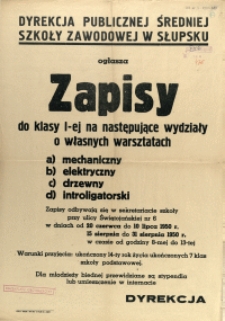 DYREKCJA PUBLICZNEJ ŚREDNIEJ
SZKOŁY ZAWODOWEJ W SŁUPSKU
ogłasza
Zapisy
do klasy I-ej na następujące wydziały
o własnych warsztatach
a) mechaniczny
b) elektryczny
c) drzewny
d) introligatorski
Zapisy odbywają się w sekretariacie szkoły
przy ulicy Świętojańskiej nr 6
w dniach od 20 czerwca do 10 lipca 1950 r.
15 sierpnia do 31 sierpnia 1950 r.
w czasie od godziny 8-mej do 13-tej
Warunki przyjęcia: ukończony 14-ty rok życia ukończonych 7 klas
szkoły podstawowej.
Dla młodzieży biednej przewidziane są stypendia
lub umieszczenie w internacie
DYREKCJA